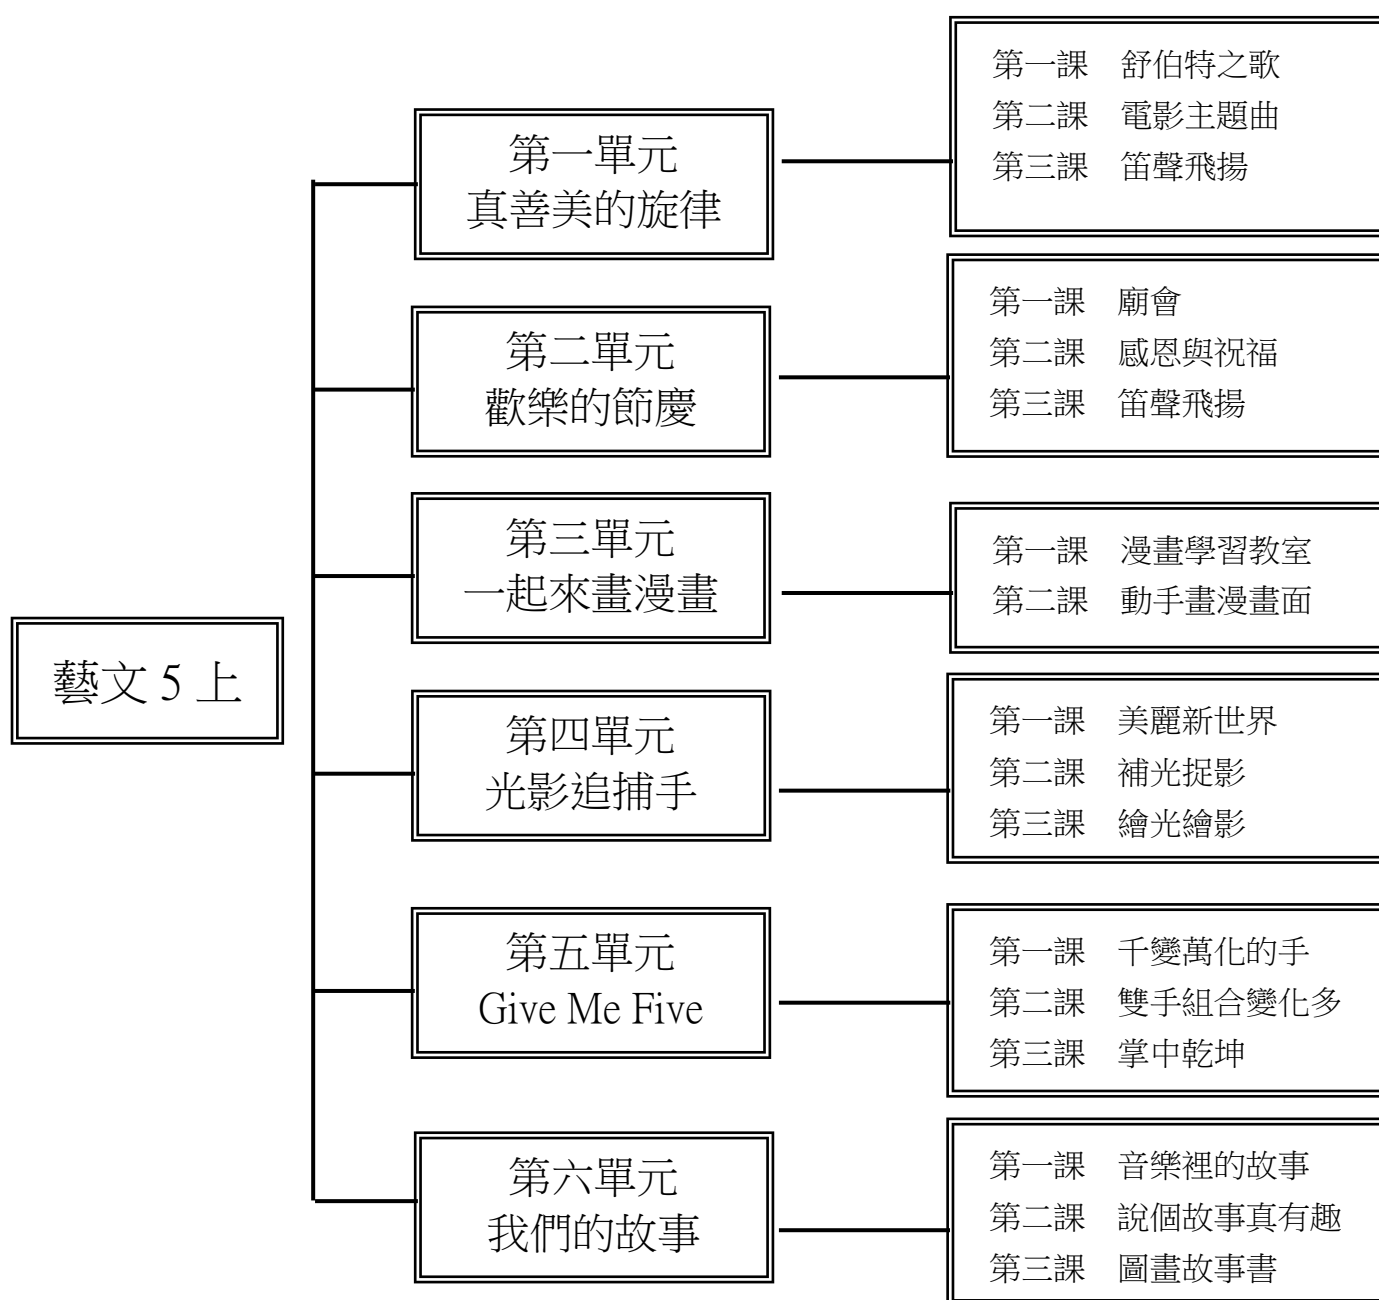 藝文 5 上
第一單元
真善美的旋律
第一課　舒伯特之歌
第二課　電影主題曲
第三課　笛聲飛揚
第二單元
歡樂的節慶
第一課　廟會
第二課　感恩與祝福
第三課　笛聲飛揚
第三單元
一起來畫漫畫
第一課　漫畫學習教室
第二課　動手畫漫畫面
第四單元
光影追捕手
第一課　美麗新世界
第二課　補光捉影
第三課　繪光繪影
第五單元
Give Me Five
第一課　千變萬化的手
第二課　雙手組合變化多
第三課　掌中乾坤
第六單元
我們的故事
第一課　音樂裡的故事
第二課　說個故事真有趣
第三課　圖畫故事書